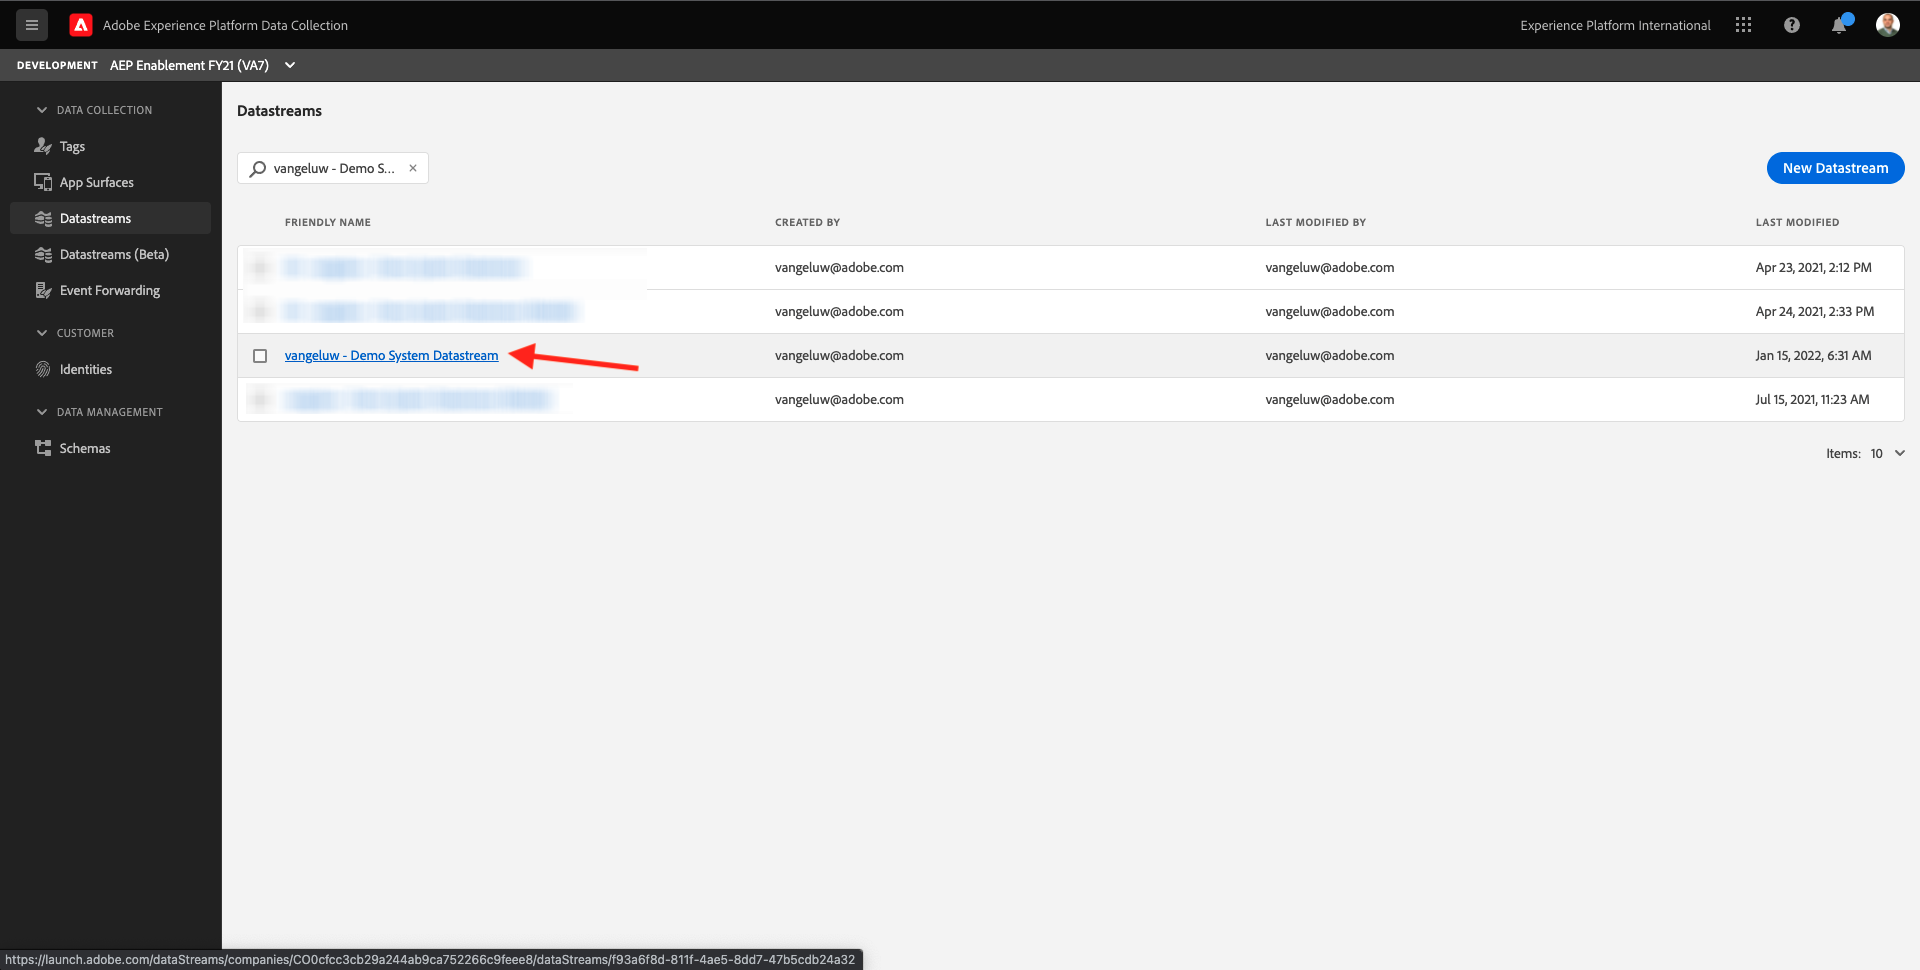 Adobe Experience Platform Data Collection
Experience Platform International
DEVELOPMENT AEP Enablement FY21 (VA7)
DATA COLLECTION
Tags
App Surfaces
Datastreams
Datastreams (Beta)
Event Forwarding
CUSTOMER
Identities
DATA MANAGEMENT
Schemas
Datastreams
vangeluw - Demo S...
New Datastream
FRIENDLY NAME CREATED BY LAST MODIFIED BY LAST MODIFIED
vangeluw@adobe.com vangeluw@adobe.com Apr 23, 2021, 2:12 PM
vangeluw@adobe.com vangeluw@adobe.com Apr 24, 2021, 2:33 PM
vangeluw - Demo System Datastream vangeluw@adobe.com vangeluw@adobe.com Jan 15, 2022, 6:31 AM
vangeluw@adobe.com vangeluw@adobe.com Jul 15, 2021, 11:23 AM
Items: 10
https://launch.adobe.com/dataStreams/companies/CO0cfcc3cb29a244ab9ca752266c9feee8/dataStreams/f93a6f8d-811f-4ae5-8dd7-47b5cdb24a32